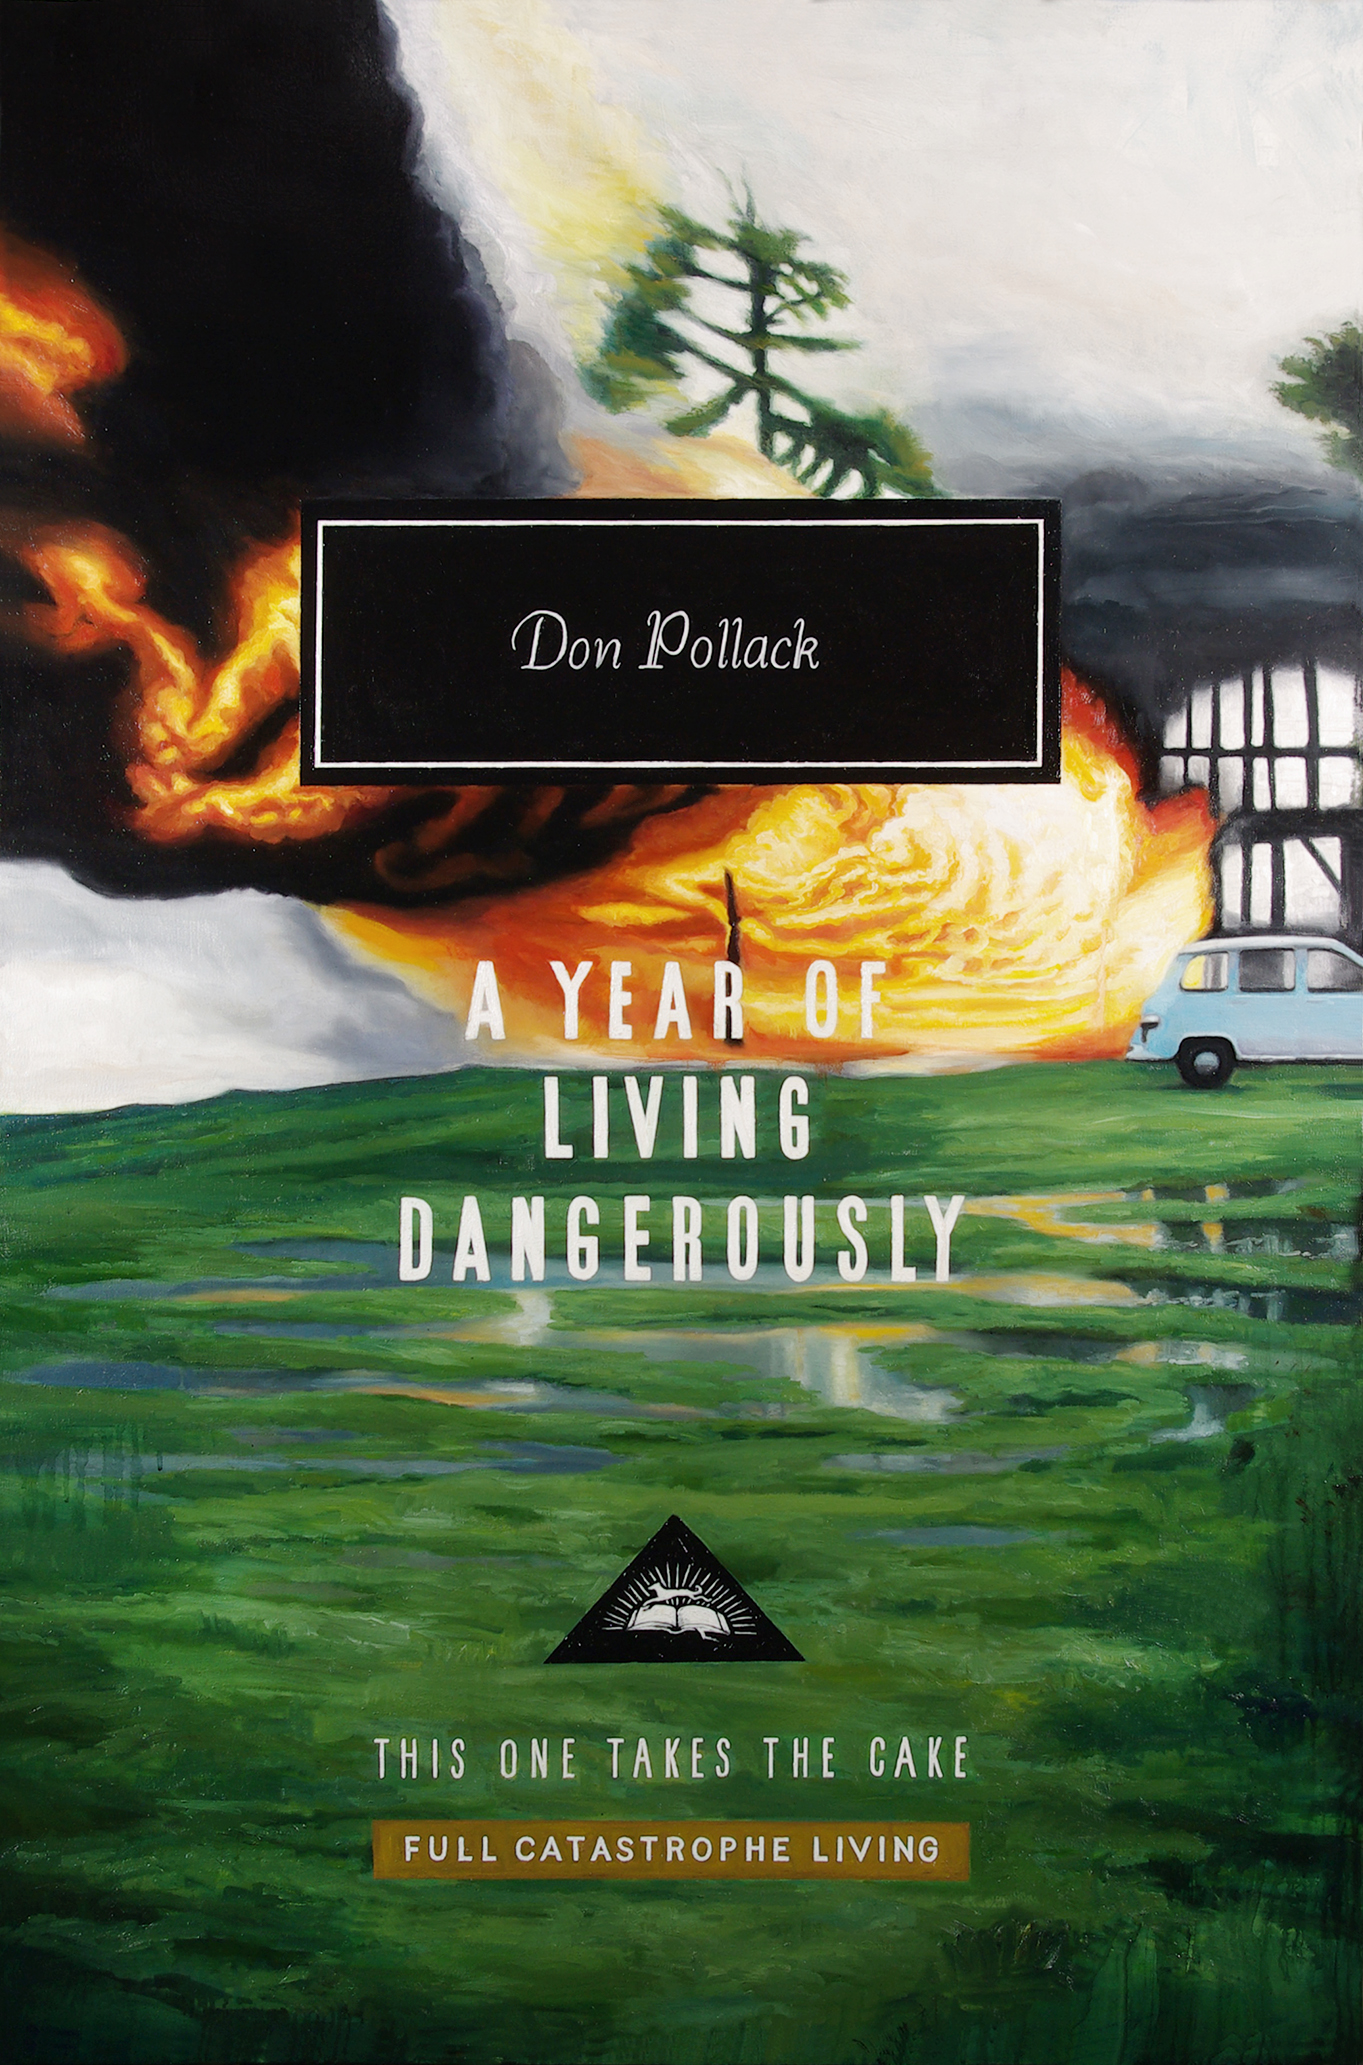 Don Pollack
A YEAR OF
LIVING
DANGEROUSLY
THIS ONE TAKES THE CAKE
FULL CATASTROPHE LIVING